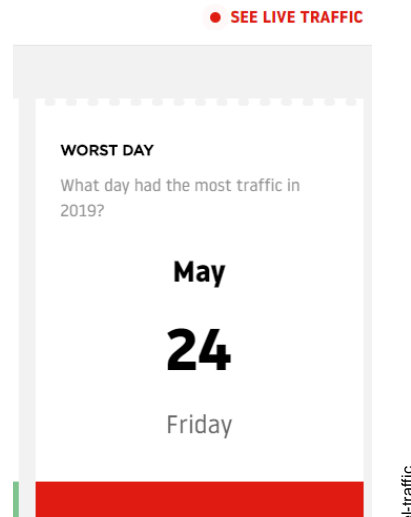 SEE LIVE TRAFFIC
WORST DAY
What day had the most traffic in
2019?
May
24
Friday